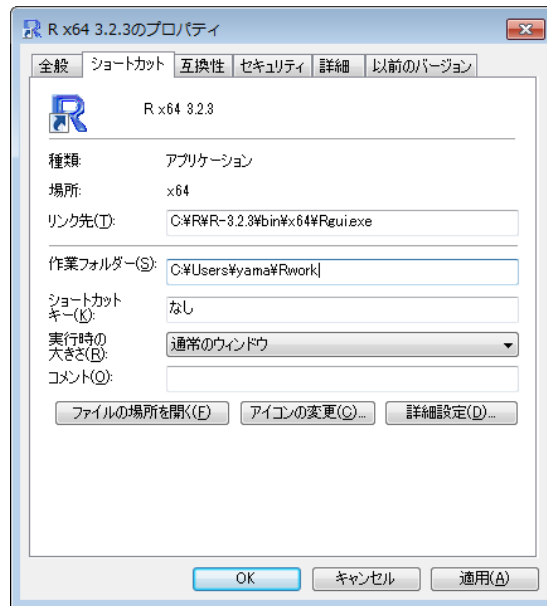 R x64 3.2.3のプロパティ
全般 ショートカット 互換性 セキュリティ 詳細 以前のバージョン
R x64 3.2.3
種類: アプリケーション
場所: x64
リンク先(T): C:¥R¥R-3.2.3¥bin¥x64¥Rgui.exe
作業フォルダー(S): C:¥Users¥yama¥Rwork
ショートカット
キー(K): なし
実行時の
大きさ(R): 通常のウィンドウ
コメント(O):
ファイルの場所を開く(F) アイコンの変更(C)... 詳細設定(D)...
OK キャンセル 適用(A)